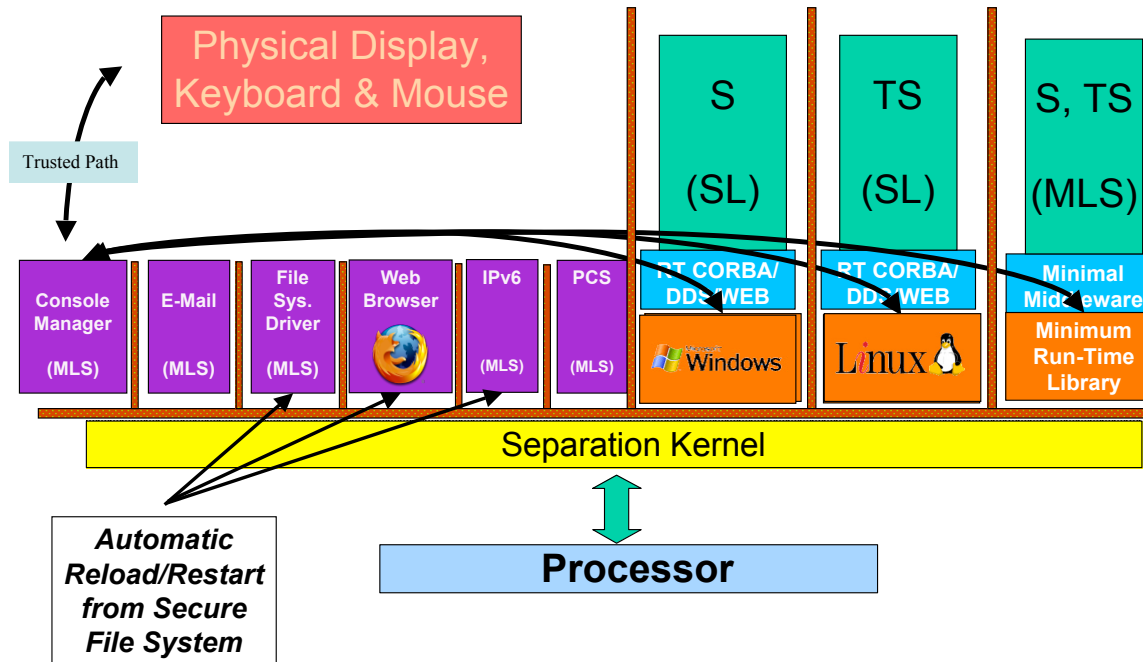 Physical Display,
Keyboard & Mouse
Trusted Path
S
(SL)
TS
(SL)
S, TS
(MLS)
Console
Manager
(MLS)
E-Mail
(MLS)
File
Sys.
Driver
(MLS)
Web
Browser
IPv6
(MLS)
PCS
(MLS)
RT CORBA/
DDS/WEB
Microsoft
Windows
RT CORBA/
DDS/WEB
Linux
Minimal
Middleware
Minimum
Run-Time
Library
Separation Kernel
Automatic
Reload/Restart
from Secure
File System
Processor